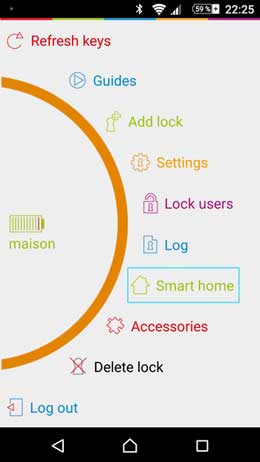 59 % 22:25
Refresh keys
Guides
Add lock
Settings
Lock users
maison
Log
Smart home
Accessories
Delete lock
Log out